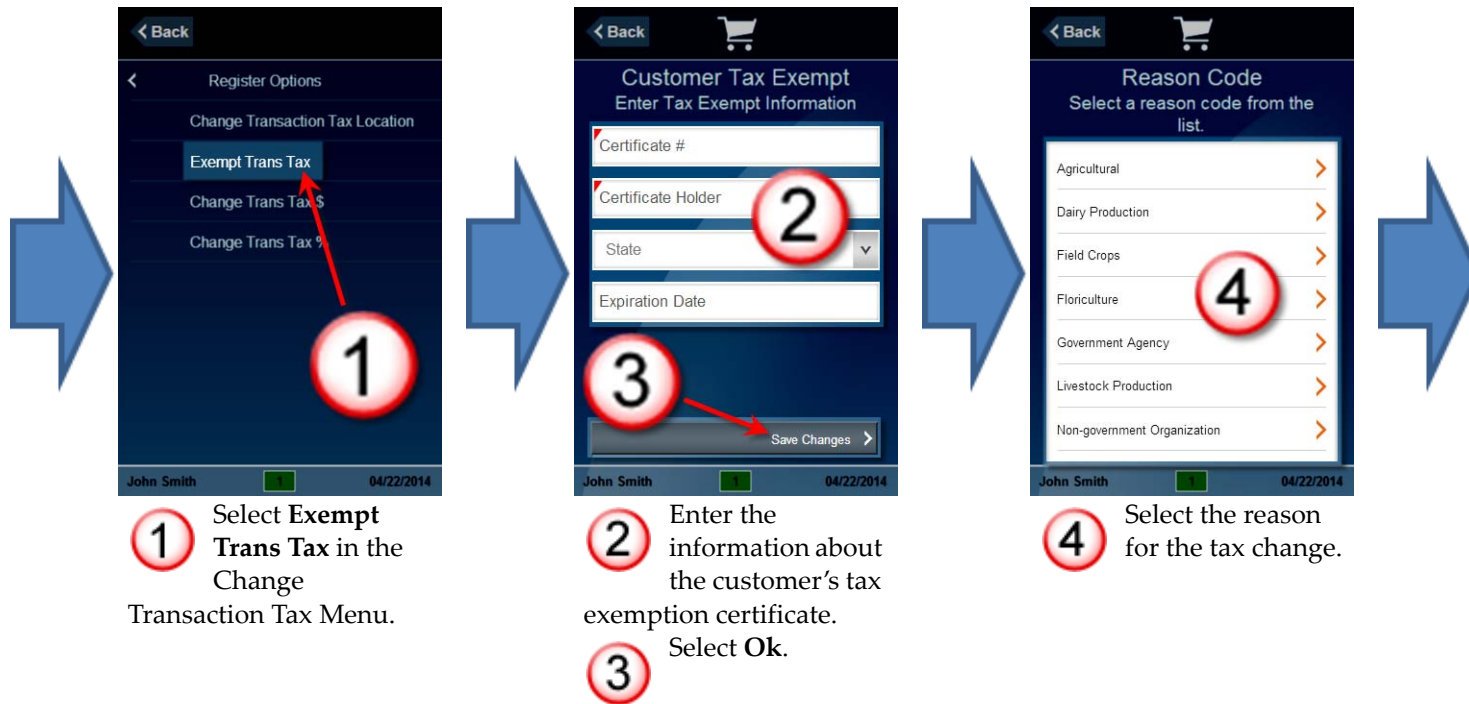 Back
Register Options
Change Transaction Tax Location
Exempt Trans Tax
Change Trans Tax $
Change Trans Tax %
1
John Smith 1 04/22/2014
1 Select Exempt
Trans Tax in the
Change
Transaction Tax Menu.
Back
Customer Tax Exempt
Enter Tax Exempt Information
Certificate #
Certificate Holder
2
State
Expiration Date
3
Save Changes
John Smith 1 04/22/2014
2 Enter the
information about
the customer’s tax
exemption certificate.
3 Select Ok.
Back
Reason Code
Select a reason code from the
list.
Agricultural
Dairy Production
Field Crops
4
Floriculture
Government Agency
Livestock Production
Non-government Organization
John Smith 1 04/22/2014
4 Select the reason
for the tax change.